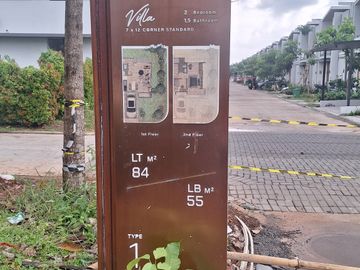 Villa
7 x 12 CORNER STANDARD
2 Bedroom
1.5 Bathroom
1st Floor
2nd Floor
LT M²
84
LB M²
55
TYPE
1